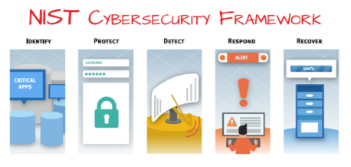 NIST CYBERSECURITY FRAMEWORK
IDENTIFY
PROTECT
DETECT
RESPOND
RECOVER
CRITICAL
APPS
ALERT